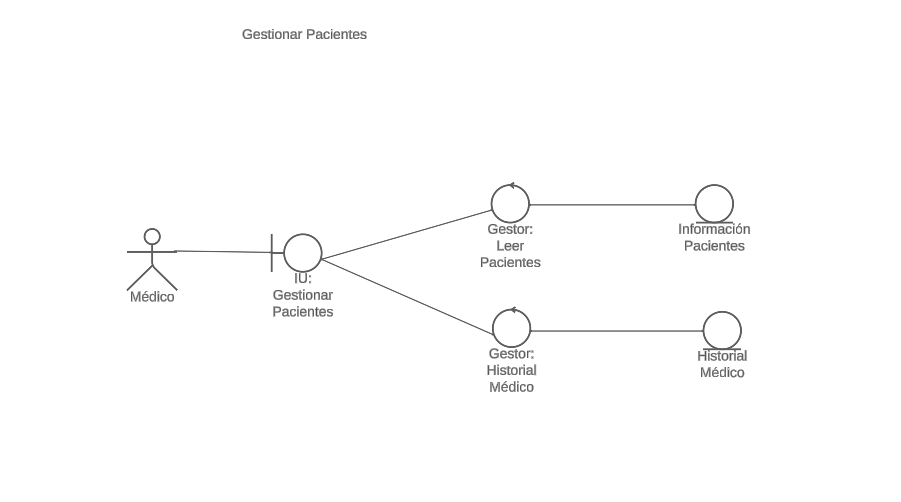 Gestionar Pacientes
Médico
IU:
Gestionar
Pacientes
Gestor:
Leer
Pacientes
Información
Pacientes
Gestor:
Historial
Médico
Historial
Médico